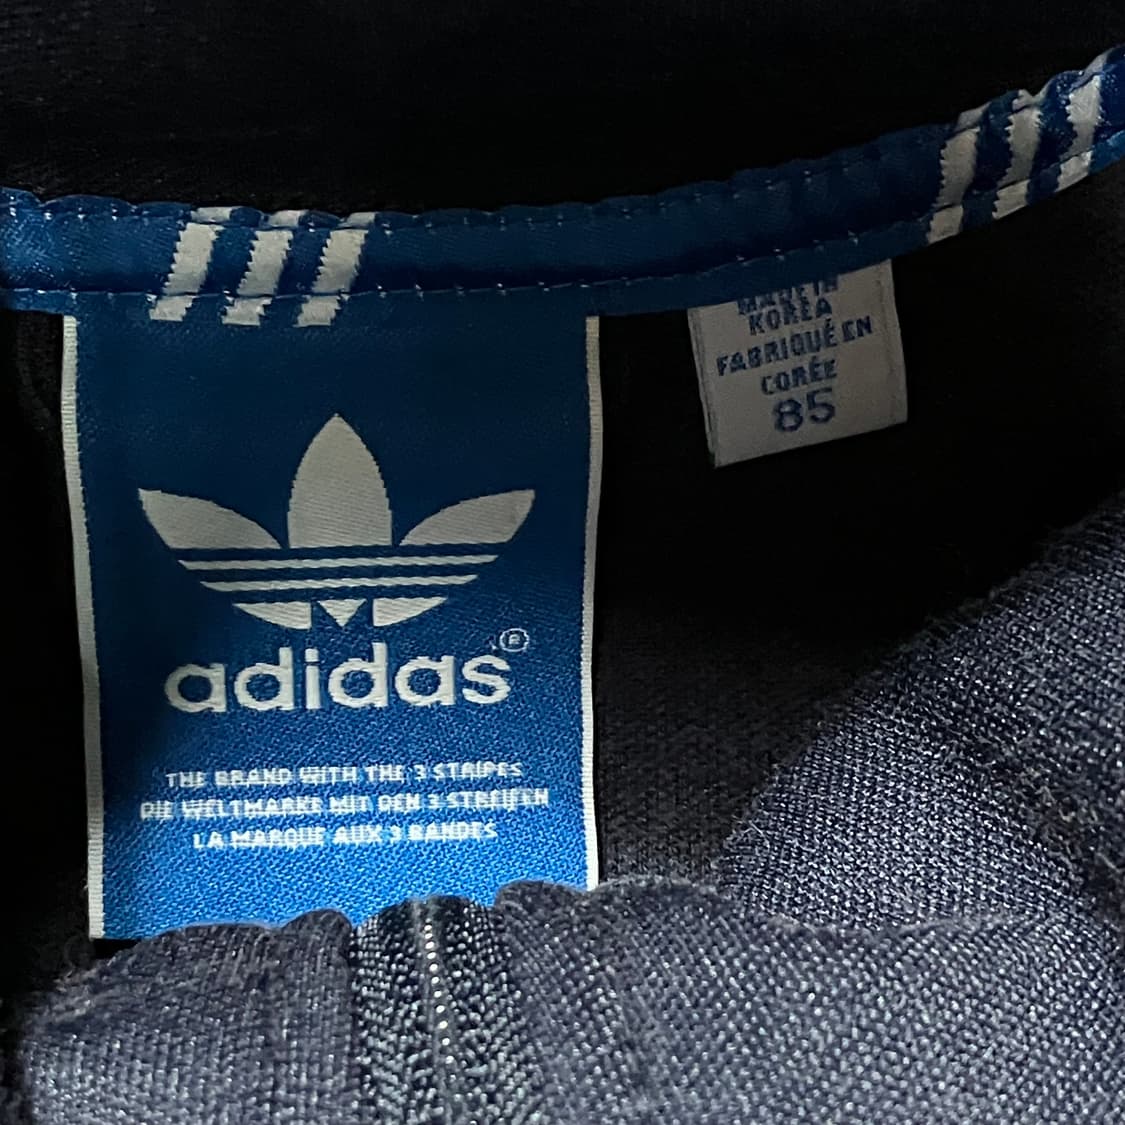 adidas®
THE BRAND WITH THE 3 STRIPES
DIE WELTMARKE MIT DEN 3 STREIFEN
LA MARQUE AUX 3 BANDES
MADE IN
KOREA
FABRIQUÉ EN
CORÉE
85